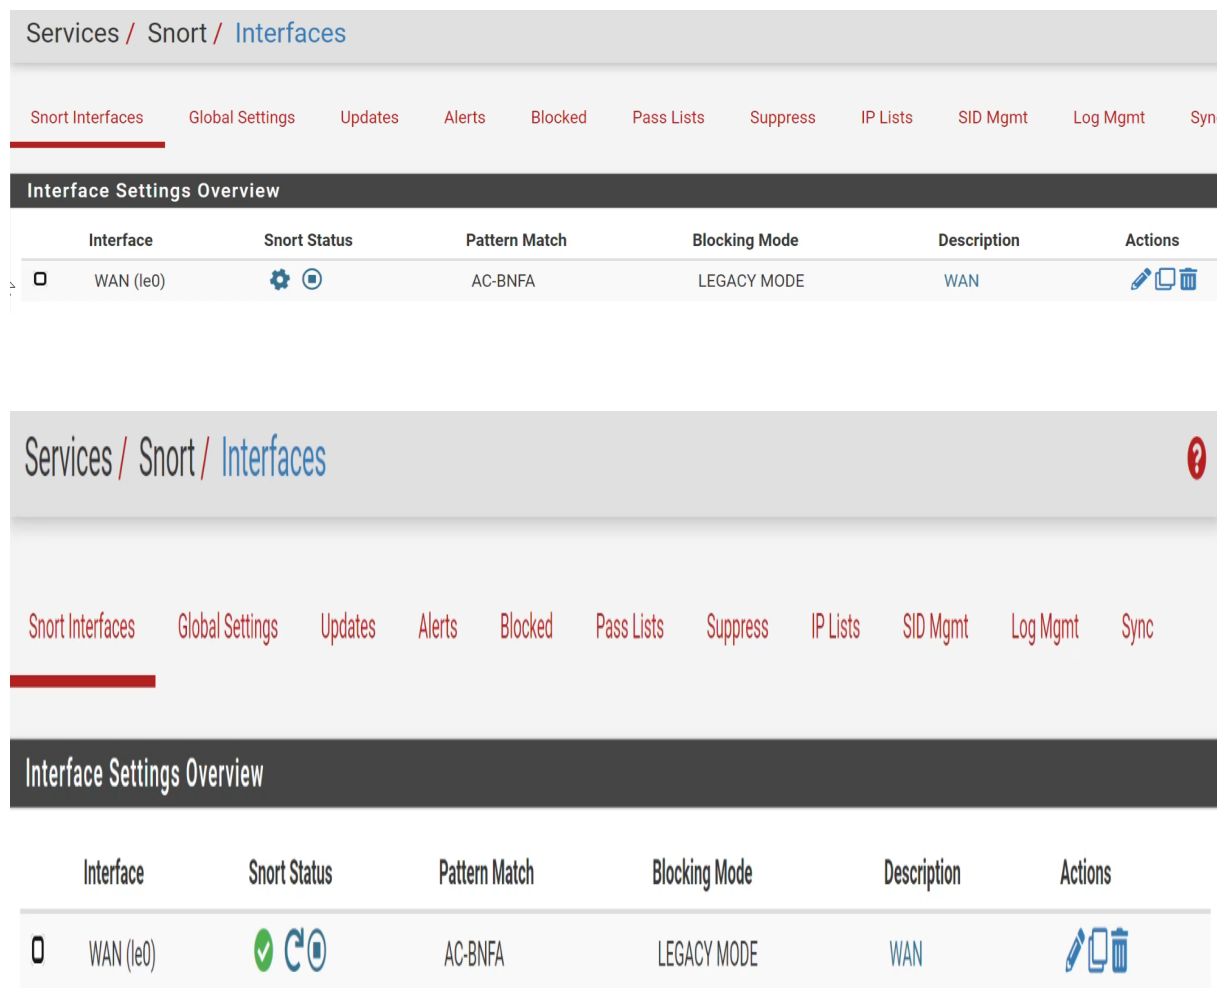 Services / Snort / Interfaces
Snort Interfaces Global Settings Updates Alerts Blocked Pass Lists Suppress IP Lists SID Mgmt Log Mgmt Syn
Interface Settings Overview
Interface Snort Status Pattern Match Blocking Mode Description Actions
WAN (le0) AC-BNFA LEGACY MODE WAN
Services / Snort / Interfaces ?
Snort Interfaces Global Settings Updates Alerts Blocked Pass Lists Suppress IP Lists SID Mgmt Log Mgmt Sync
Interface Settings Overview
Interface Snort Status Pattern Match Blocking Mode Description Actions
WAN (le0) AC-BNFA LEGACY MODE WAN